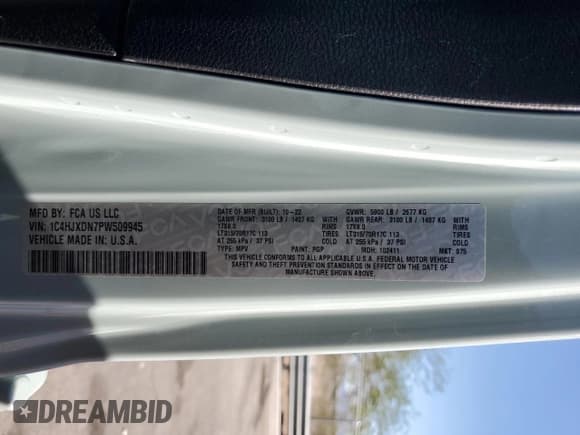 MFD BY: FCA US LLC
VIN: 1C4HJXDN7PW509945
VEHICLE MADE IN: U.S.A.
DATE OF MFR (BUILT): 10-22 GVWR: 5900 LB / 2677 KG
GAWR FRONT: 3100 LB / 1407 KG WITH GAWR REAR: 3100 LB / 1407 KG WITH
17X8.0 RIMS 17X8.0 RIMS
LT315/70R17C 113 TIRES LT315/70R17C 113 TIRES
AT 255 kPa / 37 PSI COLD AT 255 kPa / 37 PSI COLD
TYPE: MPV PAINT: PGP MDH: 102411 MKT: 075
THIS VEHICLE CONFORMS TO ALL APPLICABLE U.S.A. FEDERAL MOTOR VEHICLE
SAFETY AND THEFT PREVENTION STANDARDS IN EFFECT ON THE DATE OF
MANUFACTURE SHOWN ABOVE.
DREAMBID